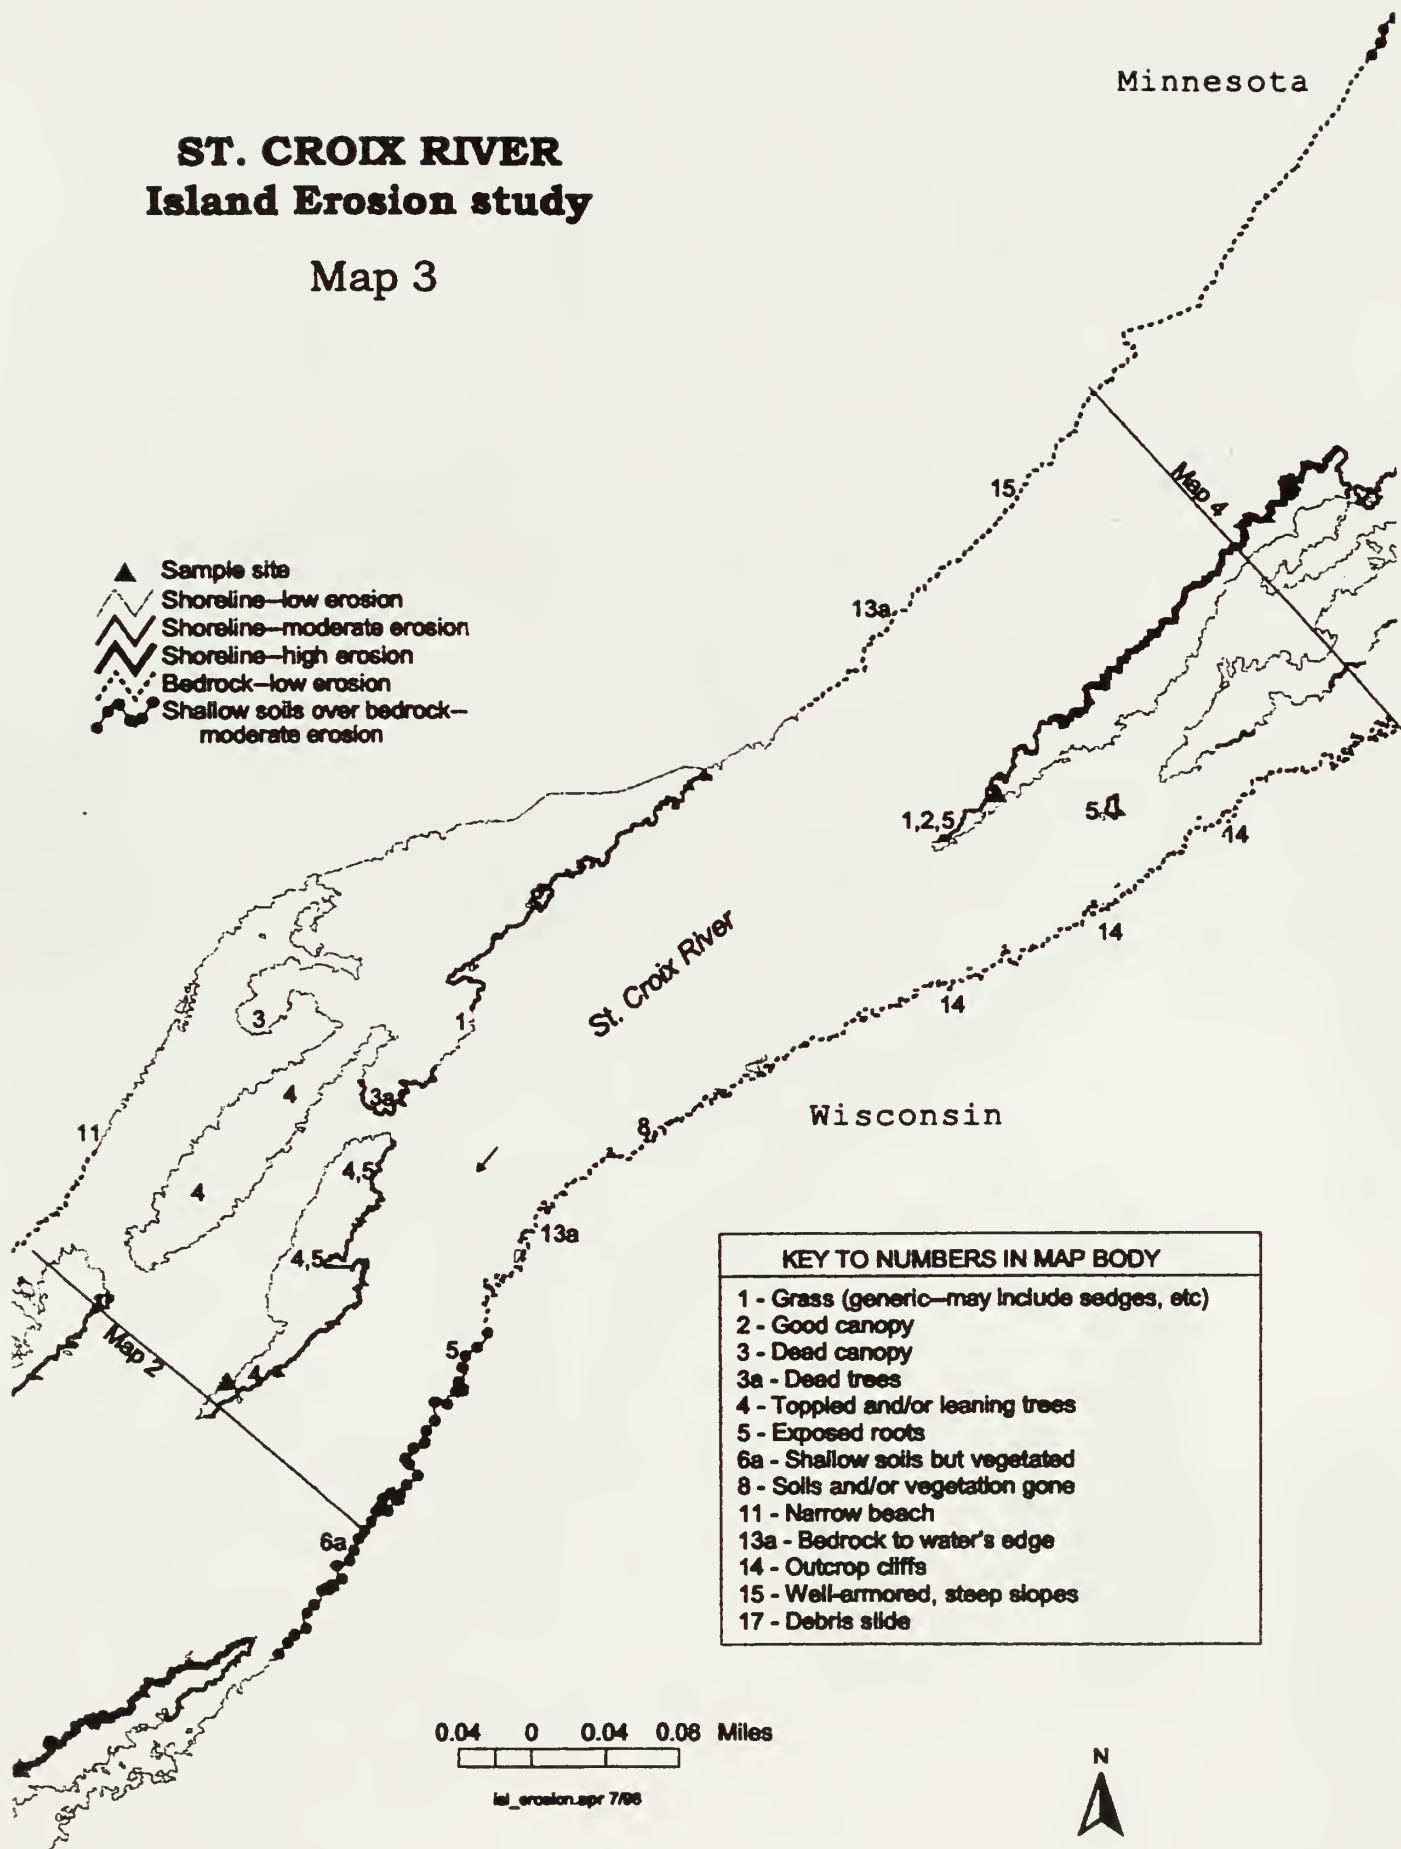 Minnesota
ST. CROIX RIVER
Island Erosion study
Map 3
Sample site
Shoreline—low erosion
Shoreline—moderate erosion
Shoreline—high erosion
Bedrock—low erosion
Shallow soils over bedrock—
moderate erosion
15
Map 4
13a
1,2,5
5
14
14
14
St. Croix River
3
1
4
3a
11
8
Wisconsin
4,5
4
13a
4,5
Map 2
4
5
6a
KEY TO NUMBERS IN MAP BODY
1 - Grass (generic—may include sedges, etc)
2 - Good canopy
3 - Dead canopy
3a - Dead trees
4 - Toppled and/or leaning trees
5 - Exposed roots
6a - Shallow soils but vegetated
8 - Soils and/or vegetation gone
11 - Narrow beach
13a - Bedrock to water's edge
14 - Outcrop cliffs
15 - Well-armored, steep slopes
17 - Debris slide
0.04 0 0.04 0.08 Miles
isl_erosion.apr 7/98
N